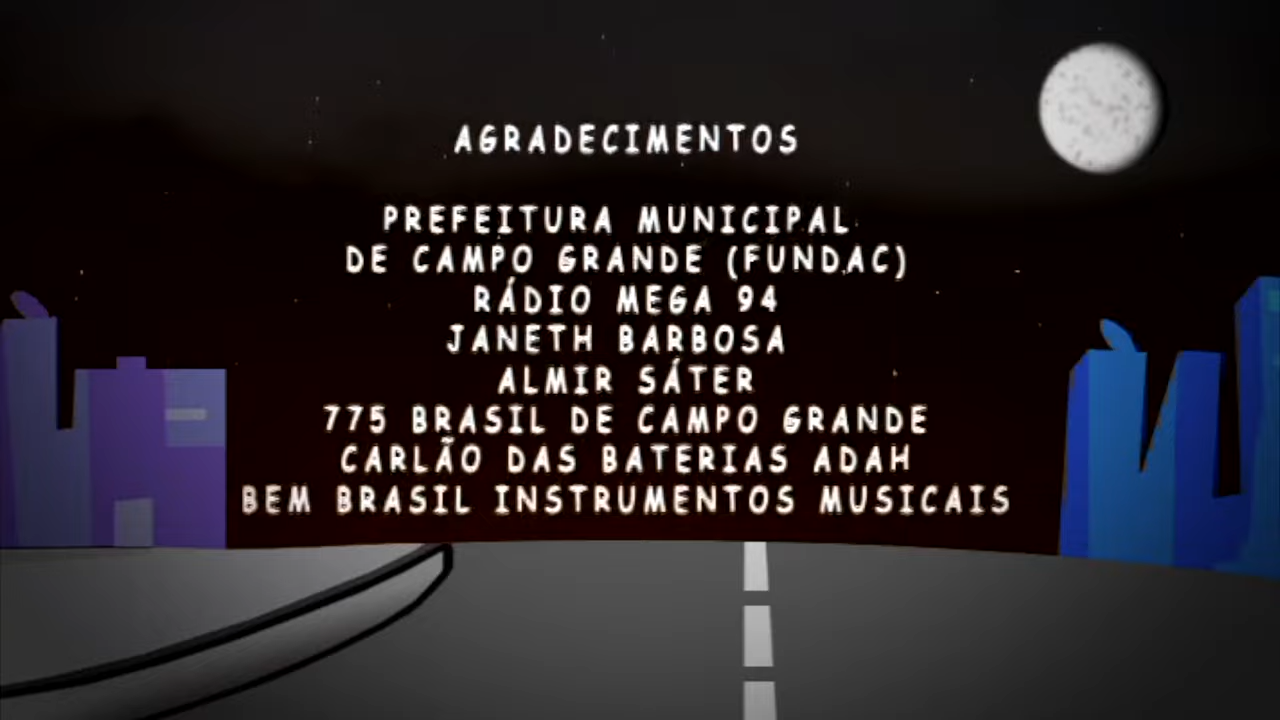 AGRADECIMENTOS
PREFEITURA MUNICIPAL
DE CAMPO GRANDE (FUNDAC)
RÁDIO MEGA 94
JANETH BARBOSA
ALMIR SÁTER
775 BRASIL DE CAMPO GRANDE
CARLÃO DAS BATERIAS ADAH
BEM BRASIL INSTRUMENTOS MUSICAIS